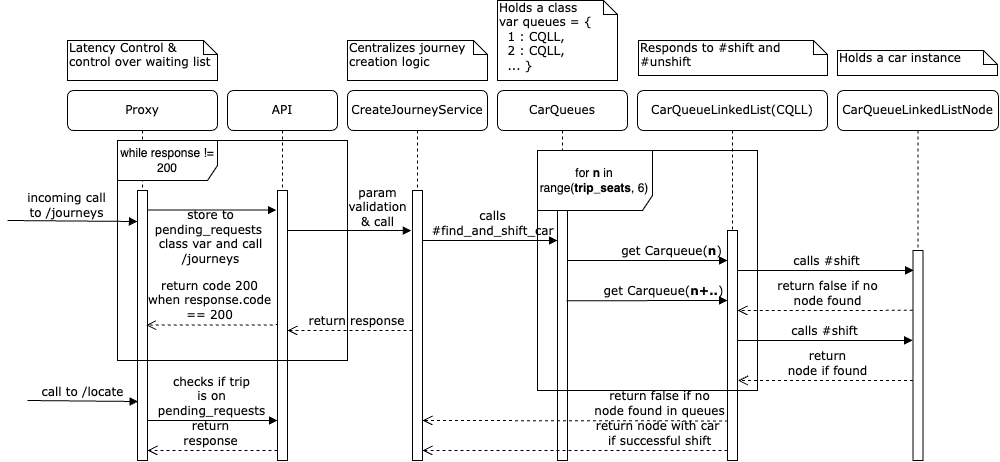 Holds a class
var queues = {
1 : CQLL,
2 : CQLL,
... }
Latency Control &
control over waiting list
Centralizes journey
creation logic
Responds to #shift and
#unshift
Holds a car instance
Proxy
API
CreateJourneyService
CarQueues
CarQueueLinkedList(CQLL)
CarQueueLinkedListNode
while response !=
200
for n in
range(trip_seats, 6)
incoming call
to /journeys
store to
pending_requests
class var and call
/journeys
param
validation
& call
calls
#find_and_shift_car
get Carqueue(n)
calls #shift
return false if no
node found
return code 200
when response.code
== 200
get Carqueue(n+..)
return response
calls #shift
return
node if found
call to /locate
checks if trip
is on
pending_requests
return
response
return false if no
node found in queues
return node with car
if successful shift